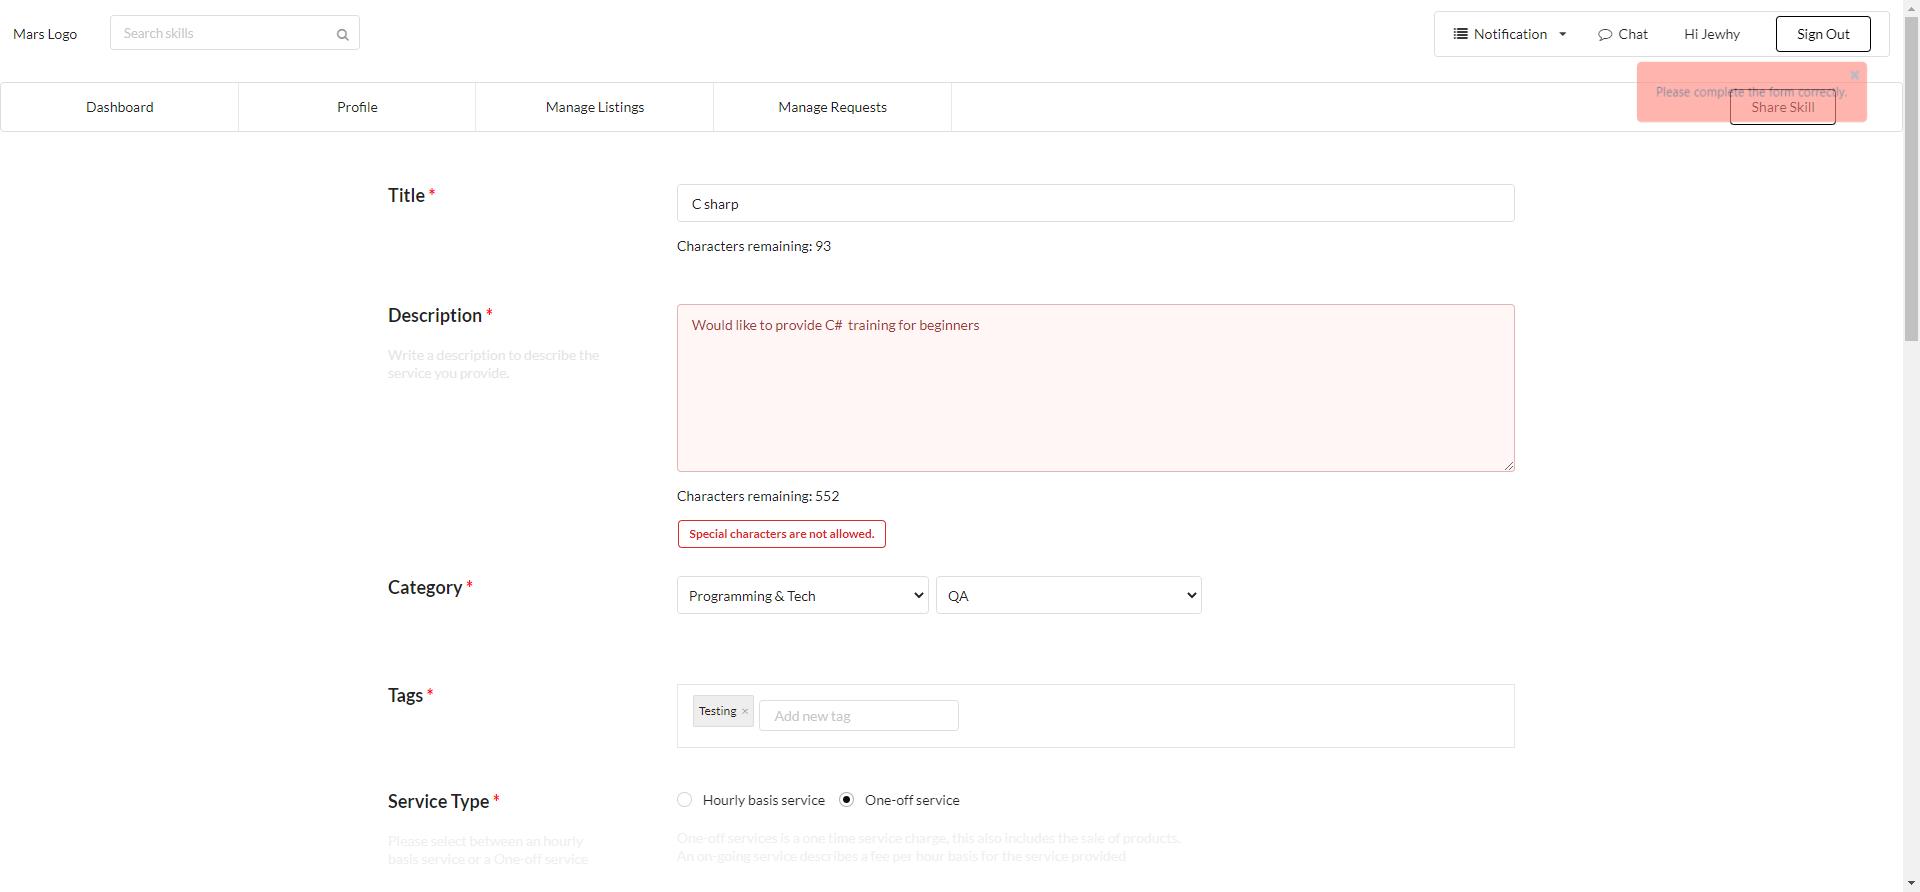 Mars Logo
Search skills
Notification
Chat
Hi Jewhy
Sign Out
Please complete the form correctly.
Dashboard
Profile
Manage Listings
Manage Requests
Share Skill
Title *
C sharp
Characters remaining: 93
Description *
Write a description to describe the
service you provide.
Would like to provide C#  training for beginners
Characters remaining: 552
Special characters are not allowed.
Category *
Programming & Tech
QA
Tags *
Testing ×
Add new tag
Service Type *
Please select between an hourly
basis service or a One-off service
Hourly basis service
One-off service
One-off services is a one time service charge, this also includes the sale of products.
An on-going service describes a fee per hour basis for the service provided